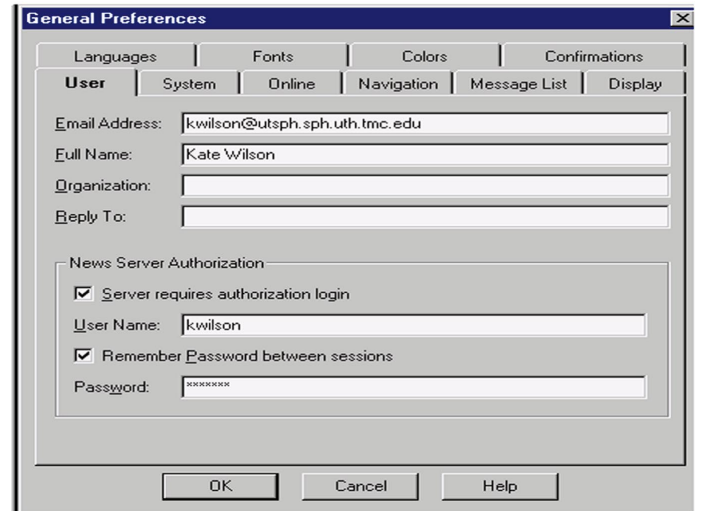 General Preferences
Languages Fonts Colors Confirmations
User System Online Navigation Message List Display
Email Address: kwilson@utsph.sph.uth.tmc.edu
Full Name: Kate Wilson
Organization:
Reply To:
News Server Authorization
Server requires authorization login
User Name: kwilson
Remember Password between sessions
Password: *******
OK Cancel Help